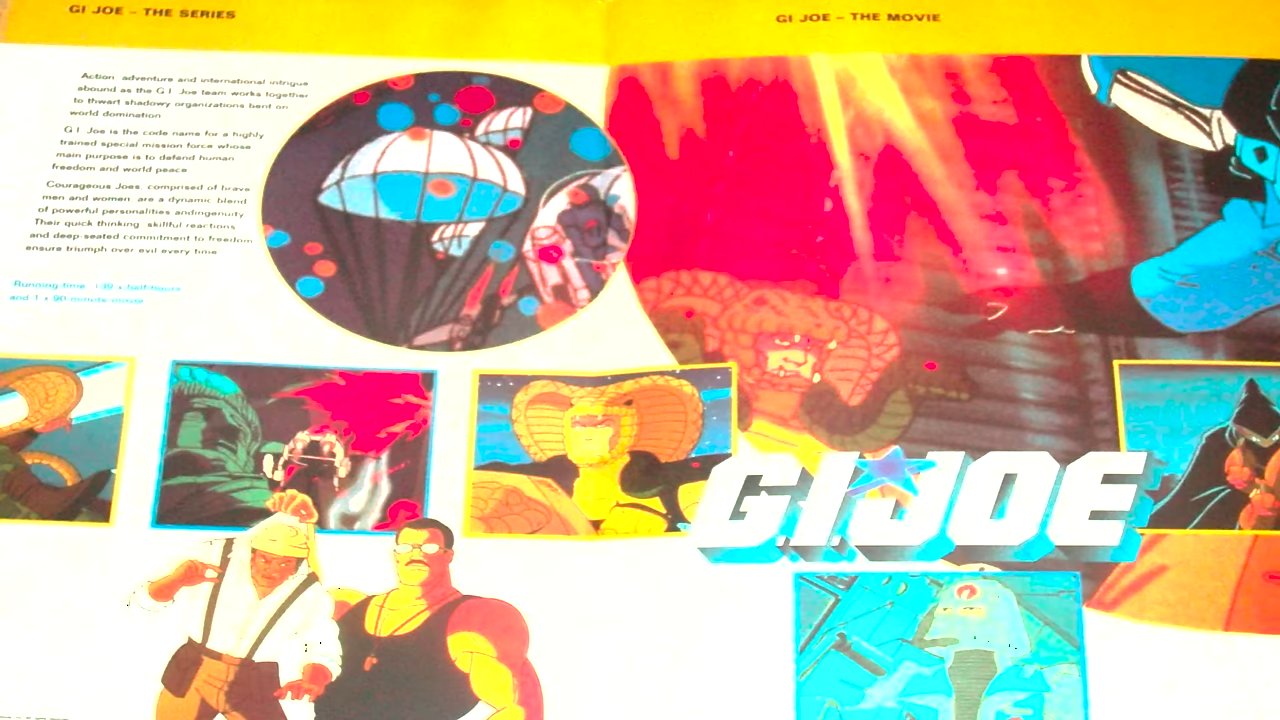 GI JOE – THE SERIES
GI JOE – THE MOVIE
Action adventure and international intrigue
abound as the G.I. Joe team works together
to thwart shadowy organizations bent on
world domination
G.I. Joe is the code name for a highly
trained special mission force whose
main purpose is to defend human
freedom and world peace
Courageous Joes, comprised of brave
men and women are a dynamic blend
of powerful personalities andingenuity
Their quick thinking skillful reactions
and deep-seated commitment to freedom
ensure triumph over evil every time
Running time: 139 x half-hours
and 1 x 90-minute movie
G.I. JOE